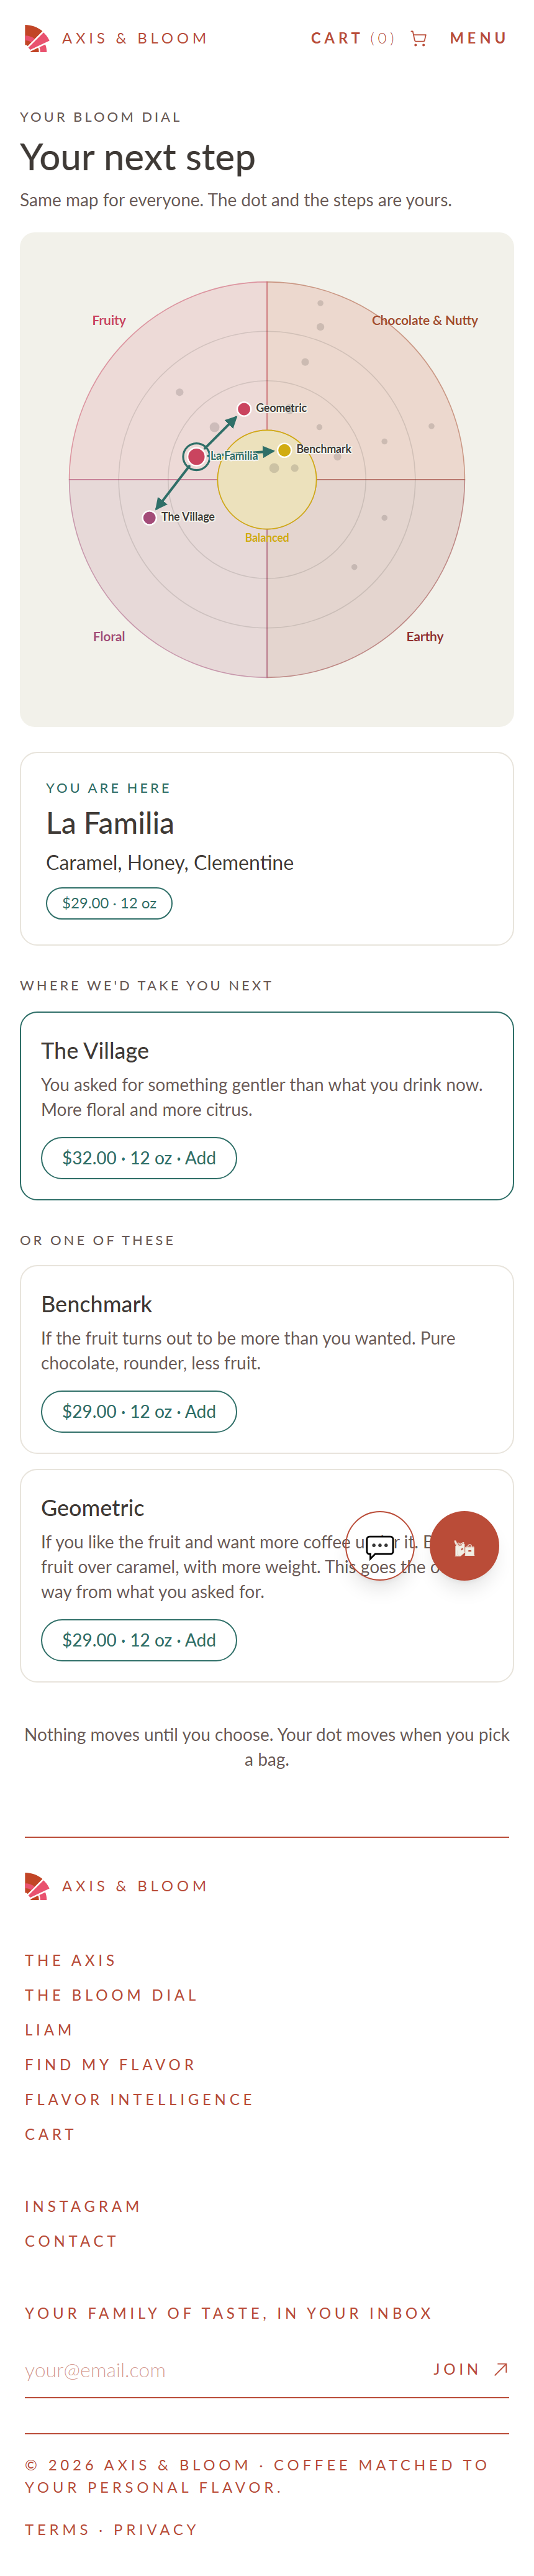 AXIS & BLOOM
CART (0)
MENU
YOUR BLOOM DIAL
Your next step
Same map for everyone. The dot and the steps are yours.
Fruity
Chocolate & Nutty
Geometric
La Familia
Benchmark
The Village
Balanced
Floral
Earthy
YOU ARE HERE
La Familia
Caramel, Honey, Clementine
$29.00 · 12 oz
WHERE WE'D TAKE YOU NEXT
The Village
You asked for something gentler than what you drink now.
More floral and more citrus.
$32.00 · 12 oz · Add
OR ONE OF THESE
Benchmark
If the fruit turns out to be more than you wanted. Pure
chocolate, rounder, less fruit.
$29.00 · 12 oz · Add
Geometric
If you like the fruit and want more coffee it.
fruit over caramel, with more weight. This goes the
way from what you asked for.
$29.00 · 12 oz · Add
Nothing moves until you choose. Your dot moves when you pick
a bag.
AXIS & BLOOM
THE AXIS
THE BLOOM DIAL
LIAM
FIND MY FLAVOR
FLAVOR INTELLIGENCE
CART
INSTAGRAM
CONTACT
YOUR FAMILY OF TASTE, IN YOUR INBOX
your@email.com
JOIN
© 2026 AXIS & BLOOM · COFFEE MATCHED TO
YOUR PERSONAL FLAVOR.
TERMS · PRIVACY